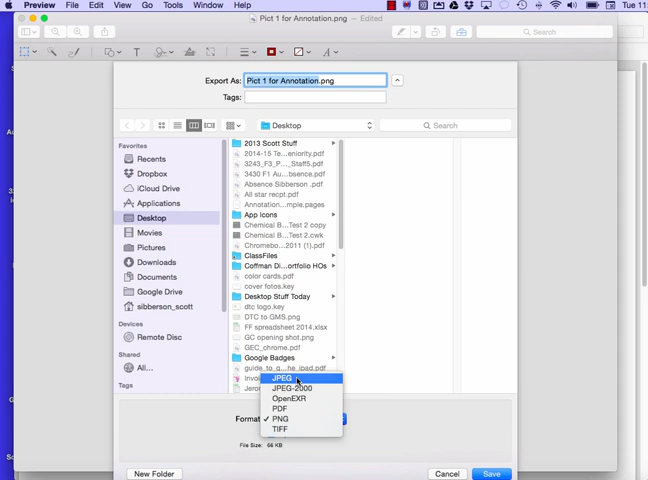 Preview File Edit View Go Tools Window Help Tue 11:
Pict 1 for Annotation.png — Edited
Search
Export As: Pict 1 for Annotation.png
Tags:
Desktop
Search
Favorites
Recents
Dropbox
iCloud Drive
Applications
Desktop
Movies
Pictures
Downloads
Documents
Google Drive
sibberson_scott
Devices
Remote Disc
Shared
All...
Tags
2013 Scott Stuff
2014-15 Te...eniority.pdf
3243_F3_P..._Staff5.pdf
3430 F1 Au...bsence.pdf
Absence Sibberson .pdf
All star recpt.pdf
Annotation...mple.pages
App Icons
Chemical B...Test 2 copy
Chemical B...Test 2.cwk
Chromebo...2011 (1).pdf
ClassFiles
Coffman Di...ortfolio HOs
color cards.pdf
cover fotos.key
Desktop Stuff Today
dtc logo.key
DTC to GMS.png
FF spreadsheet 2014.xlsx
GC opening shot.png
GEC_chrome.pdf
Google Badges
guide_to_g...he_ipad.pdf
Invoi
Jeron
JPEG
JPEG-2000
OpenEXR
PDF
✓ PNG
TIFF
Format
File Size: 66 KB
New Folder
Cancel
Save